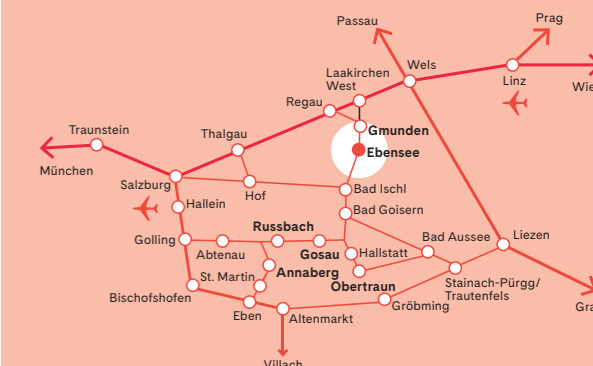 Passau
Prag
Wels
Laakirchen
West
Linz
Wie
Regau
Gmunden
Traunstein
Thalgau
Ebensee
München
Salzburg
Hof
Bad Ischl
Hallein
Bad Goisern
Russbach
Golling
Abtenau
Gosau
Hallstatt
Bad Aussee
Liezen
St. Martin
Annaberg
Obertraun
Stainach-Pürgg/
Trautenfels
Bischofshofen
Gröbming
Gra
Eben
Altenmarkt
Villach